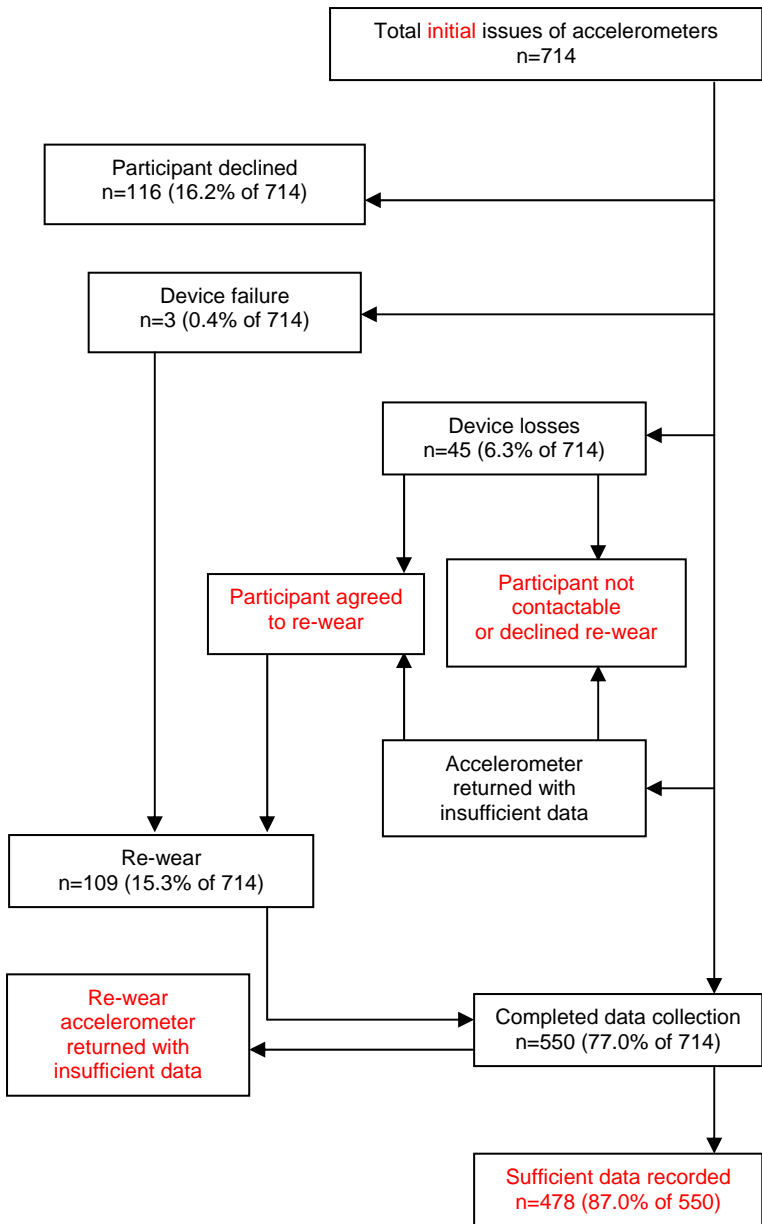 Total initial issues of accelerometers
n=714
Participant declined
n=116 (16.2% of 714)
Device failure
n=3 (0.4% of 714)
Device losses
n=45 (6.3% of 714)
Participant agreed
to re-wear
Participant not
contactable
or declined re-wear
Accelerometer
returned with
insufficient data
Re-wear
n=109 (15.3% of 714)
Re-wear
accelerometer
returned with
insufficient data
Completed data collection
n=550 (77.0% of 714)
Sufficient data recorded
n=478 (87.0% of 550)